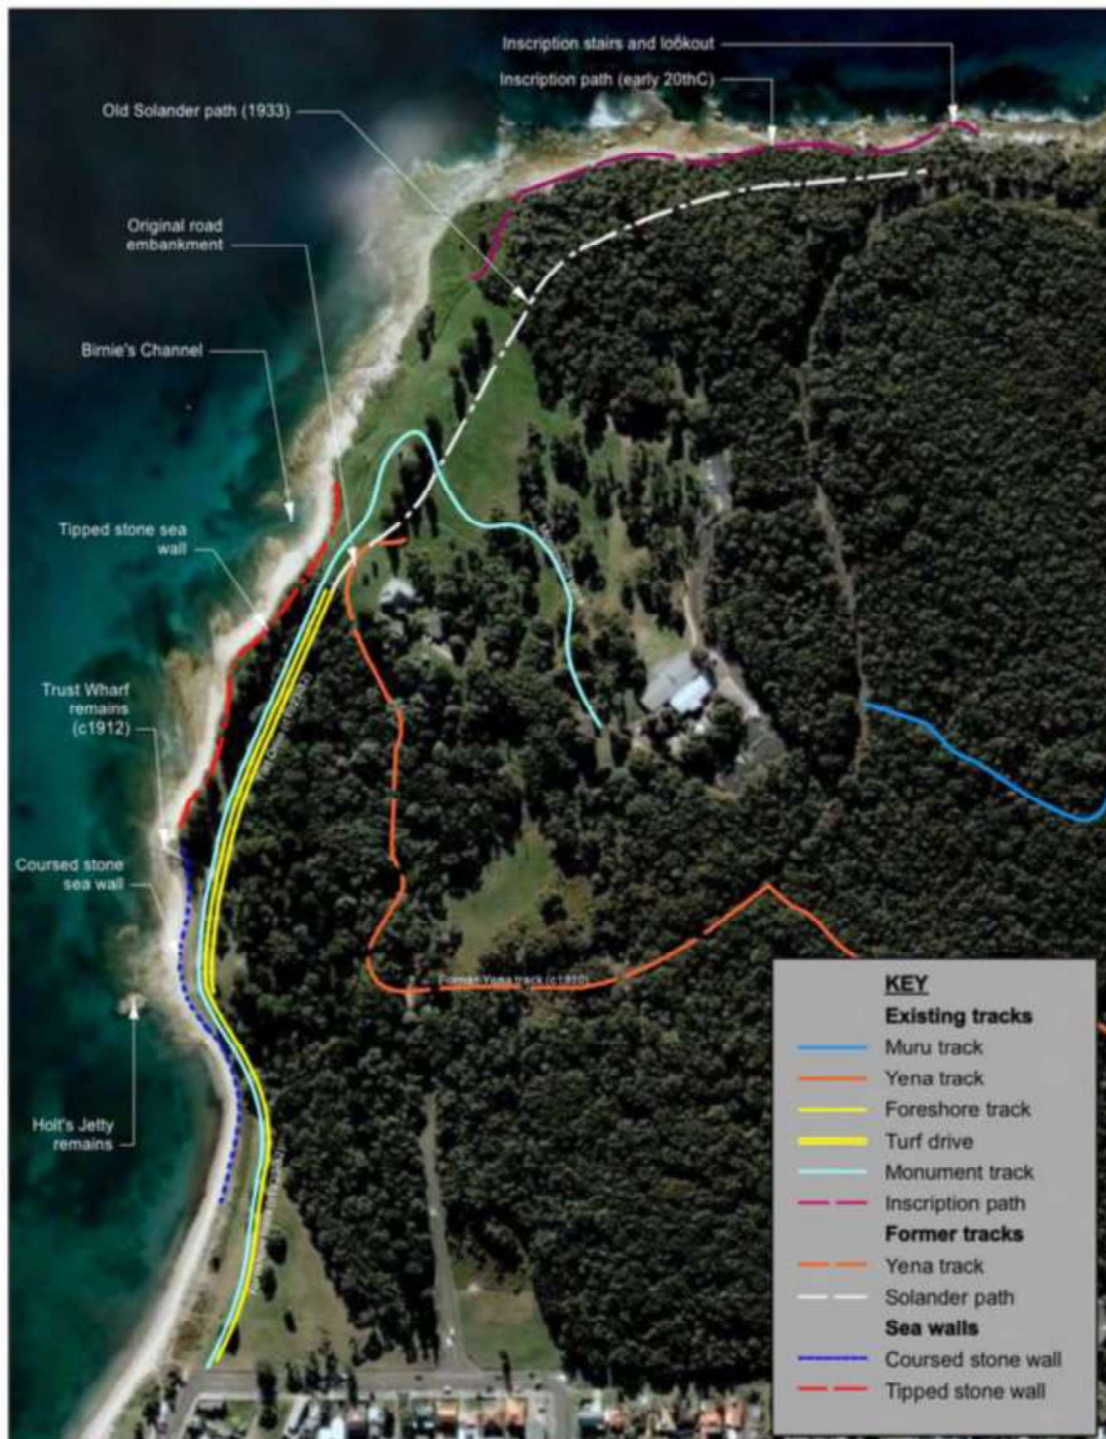 Inscription stairs and lookout
Inscription path (early 20thC)
Old Solander path (1933)
Original road
embankment
Birnie's Channel
Tipped stone sea
wall
Trust Wharf
remains
(c1912)
Coursed stone
sea wall
Former Yena track (c1910)
Holt's Jetty
remains
KEY
Existing tracks
Muru track
Yena track
Foreshore track
Turf drive
Monument track
Inscription path
Former tracks
Yena track
Solander path
Sea walls
Coursed stone wall
Tipped stone wall